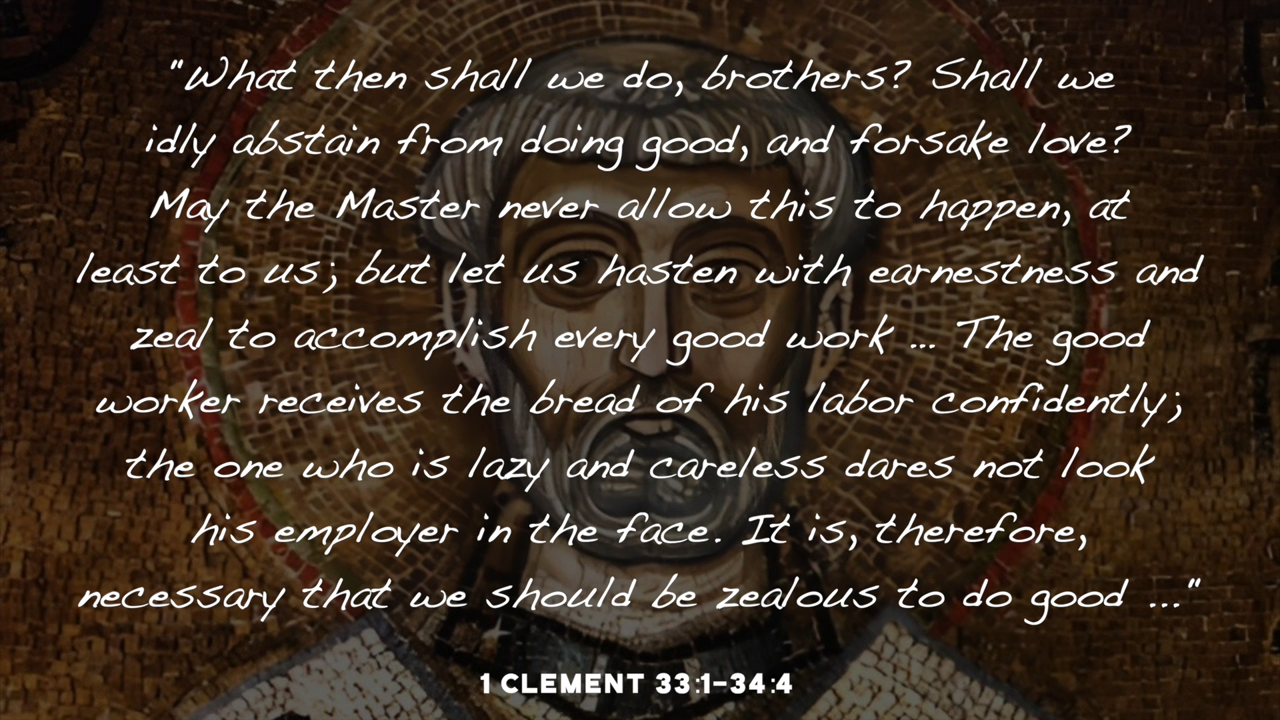 "What then shall we do, brothers? Shall we
idly abstain from doing good, and forsake love?
May the Master never allow this to happen, at
least to us; but let us hasten with earnestness and
zeal to accomplish every good work ... The good
worker receives the bread of his labor confidently;
the one who is lazy and careless dares not look
his employer in the face. It is, therefore,
necessary that we should be zealous to do good ..."
1 CLEMENT 33:1-34:4